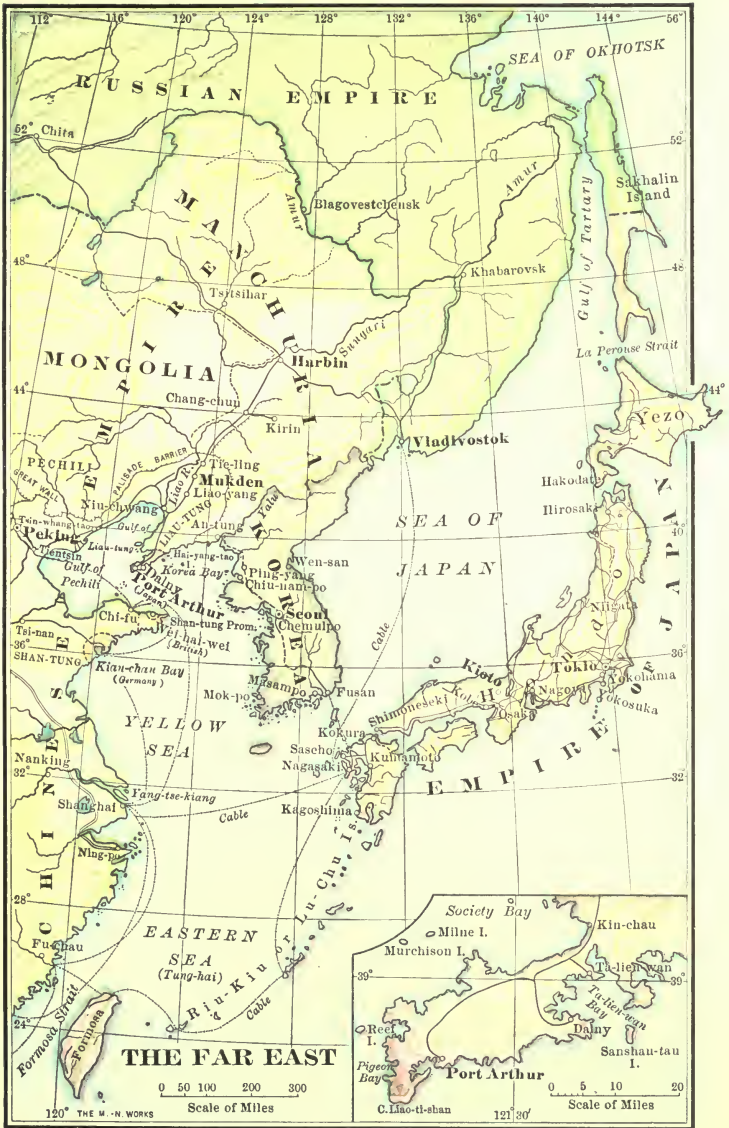 112° 116° 120° 124° 128° 132° 136° 140° 144° 56°
SEA OF OKHOTSK
RUSSIAN EMPIRE
52° Chita
52°
Amur
Amur
Sakhalin
Island
Blagovestchensk
MANCHURIA
Gulf of Tartary
48°
Khabarovsk
48°
Tsitsihar
Sungari
La Perouse Strait
MONGOLIA
Harbin
44°
Chang-chun
44°
Kirin
Yezo
Vladivostok
PECHILI
PALISADE BARRIER
Tie-ling
GREAT WALL
Mukden
Hakodate
Liao R.
Liao-yang
Niu-chwang
Yalu
Hirosaki
LIAU-TUNG
SEA OF
JAPAN
Tsin-whang-tao
Gulf of
Liau-tung
An-tung
40°
Peking
Tientsin
Hai-yang-tao
Wen-san
Gulf of
Pechili
Dalny
Korea Bay
Ping-yang
Chiu-nam-po
Port Arthur
(Japan)
KOREA
Seoul
Chemulpo
Niigata
Chi-fu
Shan-tung Prom.
Wei-hai-wei
(British)
Cable
Hondo
Tsi-nan
36°
SHAN-TUNG
36°
Kiau-chau Bay
(Germany)
Kioto
Tokio
Yokohama
Masampo
Mok-po
Fusan
Kobe
Nagoya
Yokosuka
Shimoneseki
Osaka
YELLOW
SEA
Kokura
Saseho
Nagasaki
Kumamoto
EMPIRE OF JAPAN
Nanking
32°
32°
Yang-tse-kiang
Shanghai
Cable
Kagoshima
Ning-po
CHINESE EMPIRE
28°
EASTERN
SEA
(Tung-hai)
Fu-chau
Riu-Kiu or Lu-Chu Is.
Cable
24°
Formosa Strait
Formosa
THE FAR EAST
0 50 100 200 300
Scale of Miles
120°
THE M.-N. WORKS
Society Bay
Kin-chau
Milne I.
Murchison I.
39°
Ta-lien-wan
39°
Ta-lien-wan
Bay
Reef
I.
Dalny
Sanshau-tau
I.
Pigeon
Bay
Port Arthur
C. Liao-ti-shan
121°30′
0 5 10 20
Scale of Miles